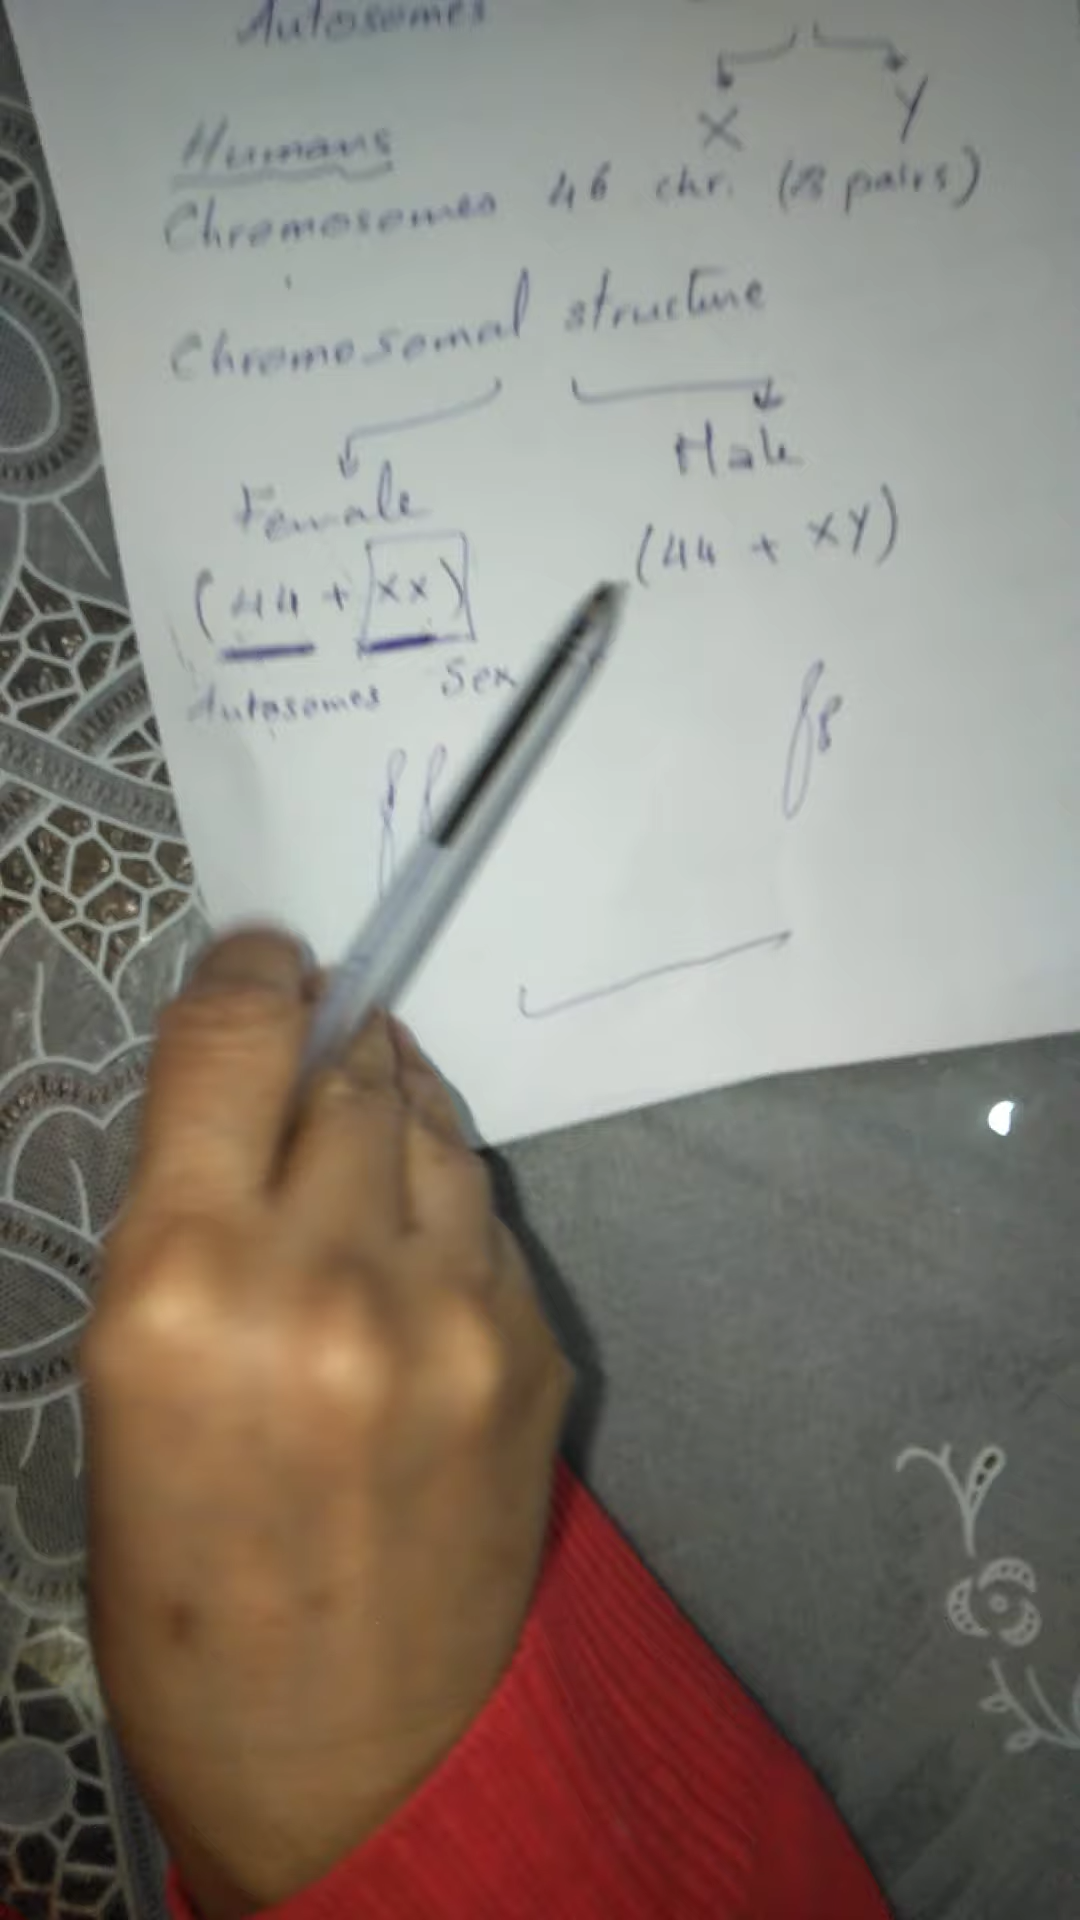 Autosomes
X Y
Humans
Chromosomes 46 chr. (23 pairs)
Chromosomal structure
Female Male
(44 + xx) (44 + XY)
Autosomes Sex